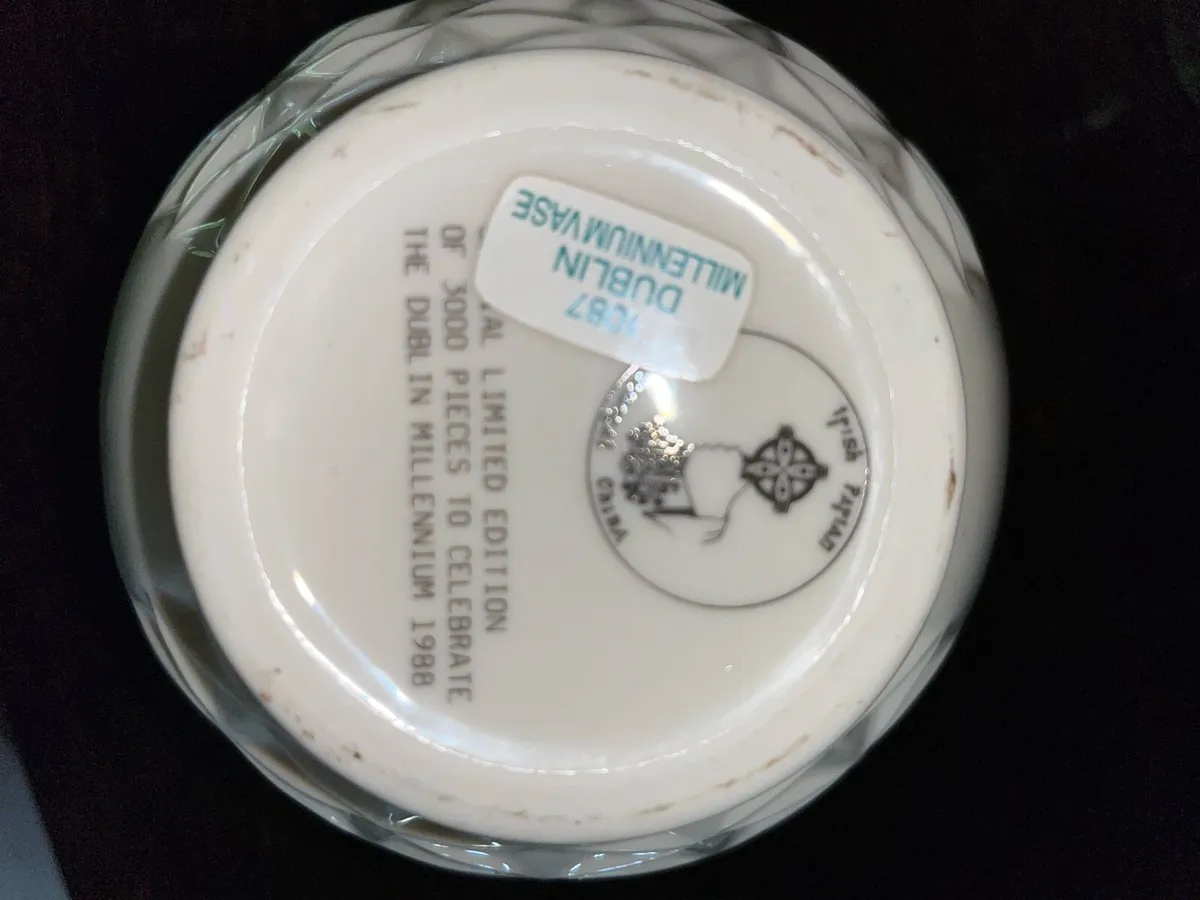 DUBLIN
MILLENNIUM VASE
Irish Parian
China
LIMITED EDITION
OF 3000 PIECES TO CELEBRATE
THE DUBLIN MILLENNIUM 1988